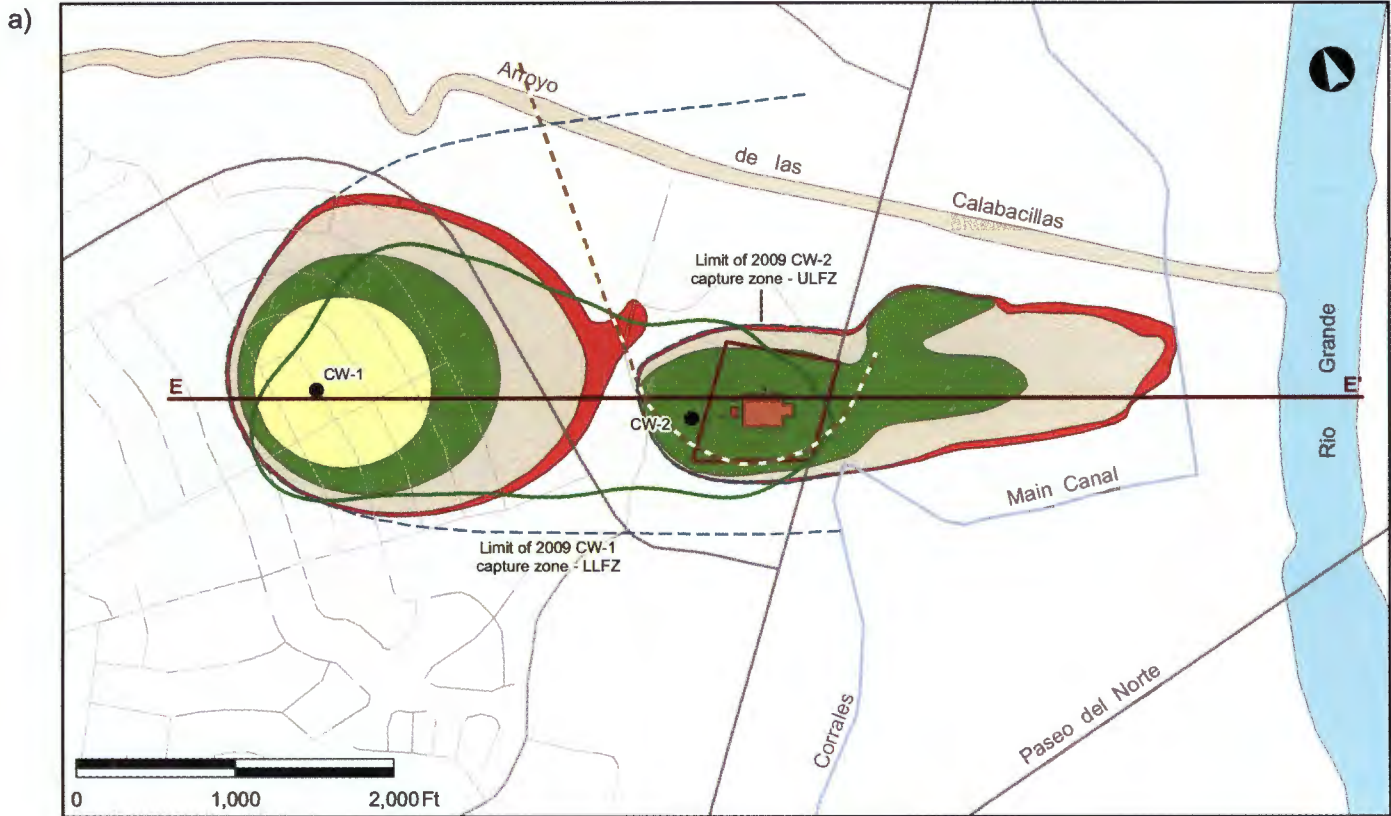 a)
Arroyo
de las
Calabacillas
Limit of 2009 CW-2
capture zone - ULFZ
CW-1
E
E'
CW-2
Rio Grande
Main Canal
Limit of 2009 CW-1
capture zone - LLFZ
Corrales
Paseo del Norte
0 1,000 2,000 Ft